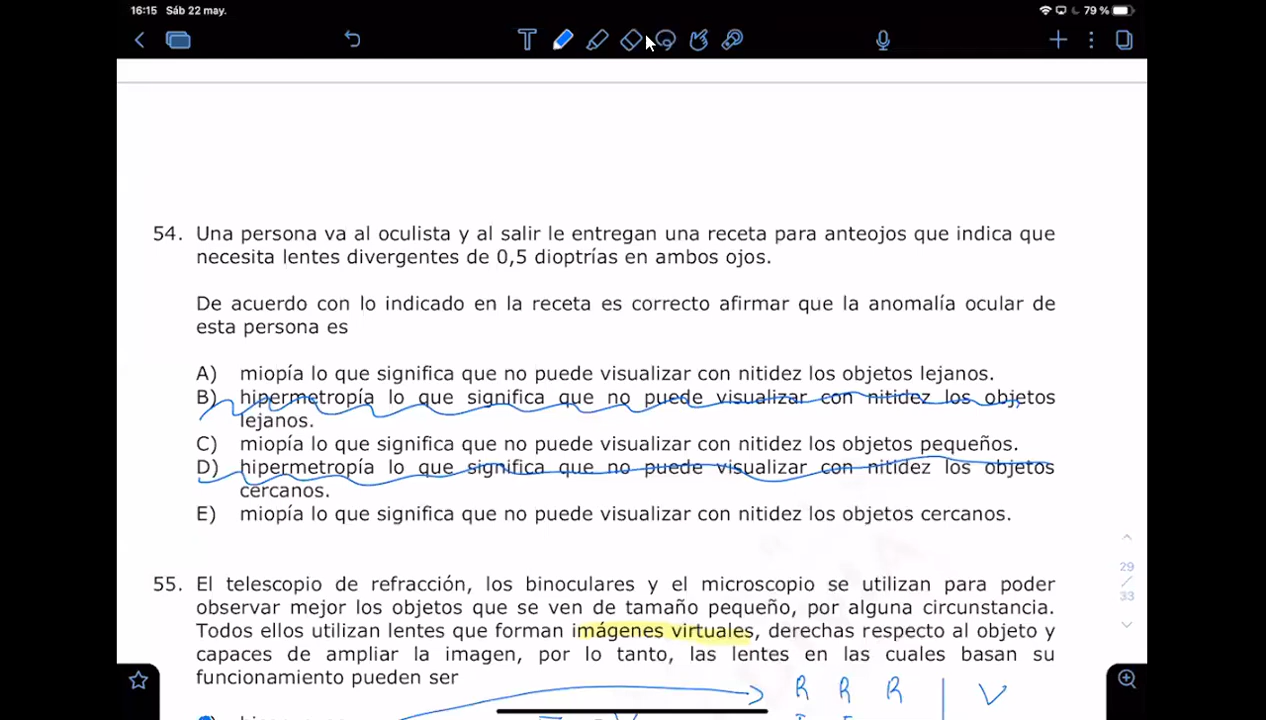 16:15 Sáb 22 may.
79 %
T
54. Una persona va al oculista y al salir le entregan una receta para anteojos que indica que
necesita lentes divergentes de 0,5 dioptrías en ambos ojos.
De acuerdo con lo indicado en la receta es correcto afirmar que la anomalía ocular de
esta persona es
A) miopía lo que significa que no puede visualizar con nitidez los objetos lejanos.
B) hipermetropía lo que significa que no puede visualizar con nitidez los objetos
lejanos.
C) miopía lo que significa que no puede visualizar con nitidez los objetos pequeños.
D) hipermetropía lo que significa que no puede visualizar con nitidez los objetos
cercanos.
E) miopía lo que significa que no puede visualizar con nitidez los objetos cercanos.
29
/
33
55. El telescopio de refracción, los binoculares y el microscopio se utilizan para poder
observar mejor los objetos que se ven de tamaño pequeño, por alguna circunstancia.
Todos ellos utilizan lentes que forman imágenes virtuales, derechas respecto al objeto y
capaces de ampliar la imagen, por lo tanto, las lentes en las cuales basan su
funcionamiento pueden ser
R R R | V